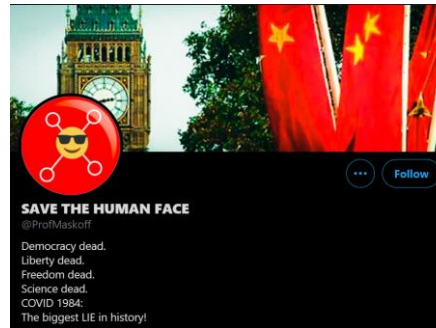 Follow
SAVE THE HUMAN FACE
@ProfMaskoff
Democracy dead.
Liberty dead.
Freedom dead.
Science dead.
COVID 1984:
The biggest LIE in history!